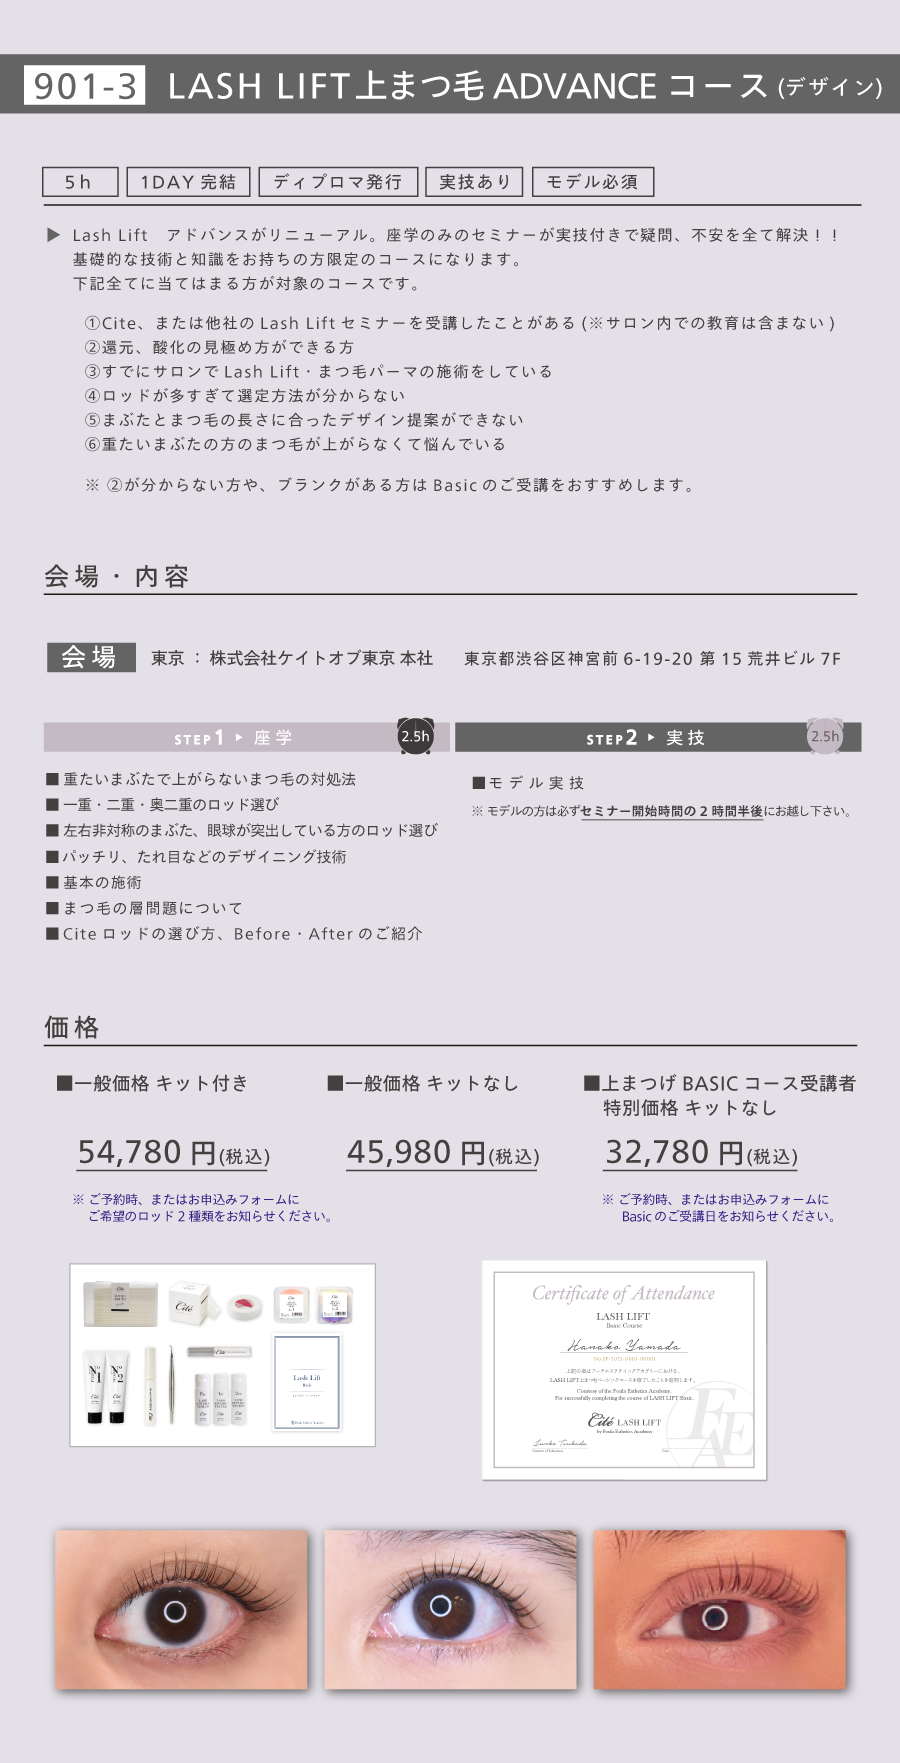 901-3 LASH LIFT上まつ毛 ADVANCE コース (デザイン)
5h 1DAY 完結 ディプロマ発行 実技あり モデル必須
▶ Lash Lift　アドバンスがリニューアル。座学のみのセミナーが実技付きで疑問、不安を全て解決！！
基礎的な技術と知識をお持ちの方限定のコースになります。
下記全てに当てはまる方が対象のコースです。
①Cite、または他社の Lash Lift セミナーを受講したことがある (※サロン内での教育は含まない )
②還元、酸化の見極め方ができる方
③すでにサロンで Lash Lift・まつ毛パーマの施術をしている
④ロッドが多すぎて選定方法が分からない
⑤まぶたとまつ毛の長さに合ったデザイン提案ができない
⑥重たいまぶたの方のまつ毛が上がらなくて悩んでいる
※ ②が分からない方や、ブランクがある方は Basic のご受講をおすすめします。
会場・内容
会場 東京 ： 株式会社ケイトオブ東京 本社 東京都渋谷区神宮前 6-19-20 第 15 荒井ビル 7F
STEP1 ▶ 座学 2.5h
STEP2 ▶ 実技 2.5h
■ 重たいまぶたで上がらないまつ毛の対処法
■ 一重・二重・奥二重のロッド選び
■ 左右非対称のまぶた、眼球が突出している方のロッド選び
■ パッチリ、たれ目などのデザイニング技術
■ 基本の施術
■ まつ毛の層問題について
■ Cite ロッドの選び方、Before・After のご紹介
■モデル実技
※ モデルの方は必ずセミナー開始時間の 2 時間半後にお越し下さい。
価格
■一般価格 キット付き
54,780 円(税込)
※ ご予約時、またはお申込みフォームに
ご希望のロッド 2 種類をお知らせください。
■一般価格 キットなし
45,980 円(税込)
■上まつげ BASIC コース受講者
特別価格 キットなし
32,780 円(税込)
※ ご予約時、またはお申込みフォームに
Basic のご受講日をお知らせください。
Cité
N°1
N°2
Lash Lift
Basic
Certificate of Attendance
LASH LIFT
Basic Course
Hanako Yamada
Courtesy of the Foula Esthetics Academy.
For successfully completing the course of LASH LIFT Basic.
Cité LASH LIFT
by Foula Esthetics Academy